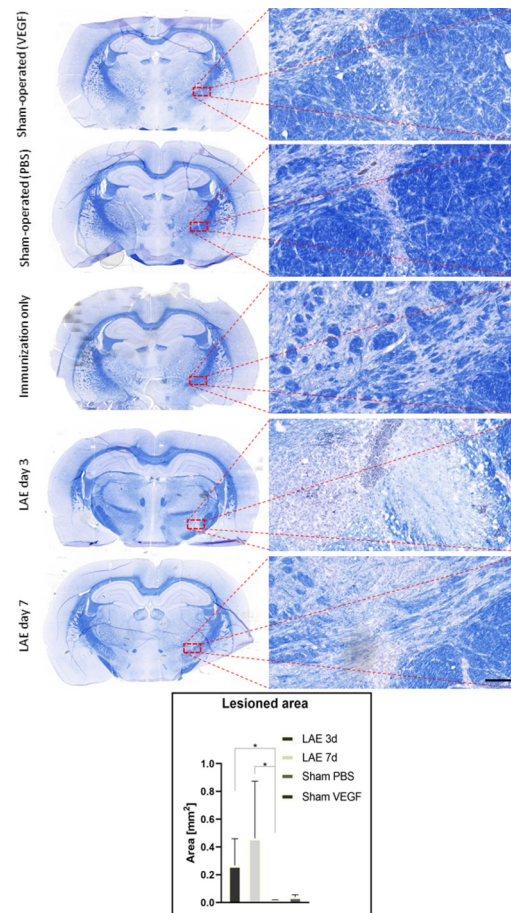 Sham-operated (VEGF)
Sham-operated (PBS)
Immunization only
LAE day 3
LAE day 7
Lesioned area
*
*
LAE 3d
LAE 7d
Sham PBS
Sham VEGF
Area [mm²]
1.0
0.8
0.6
0.4
0.2
0.0